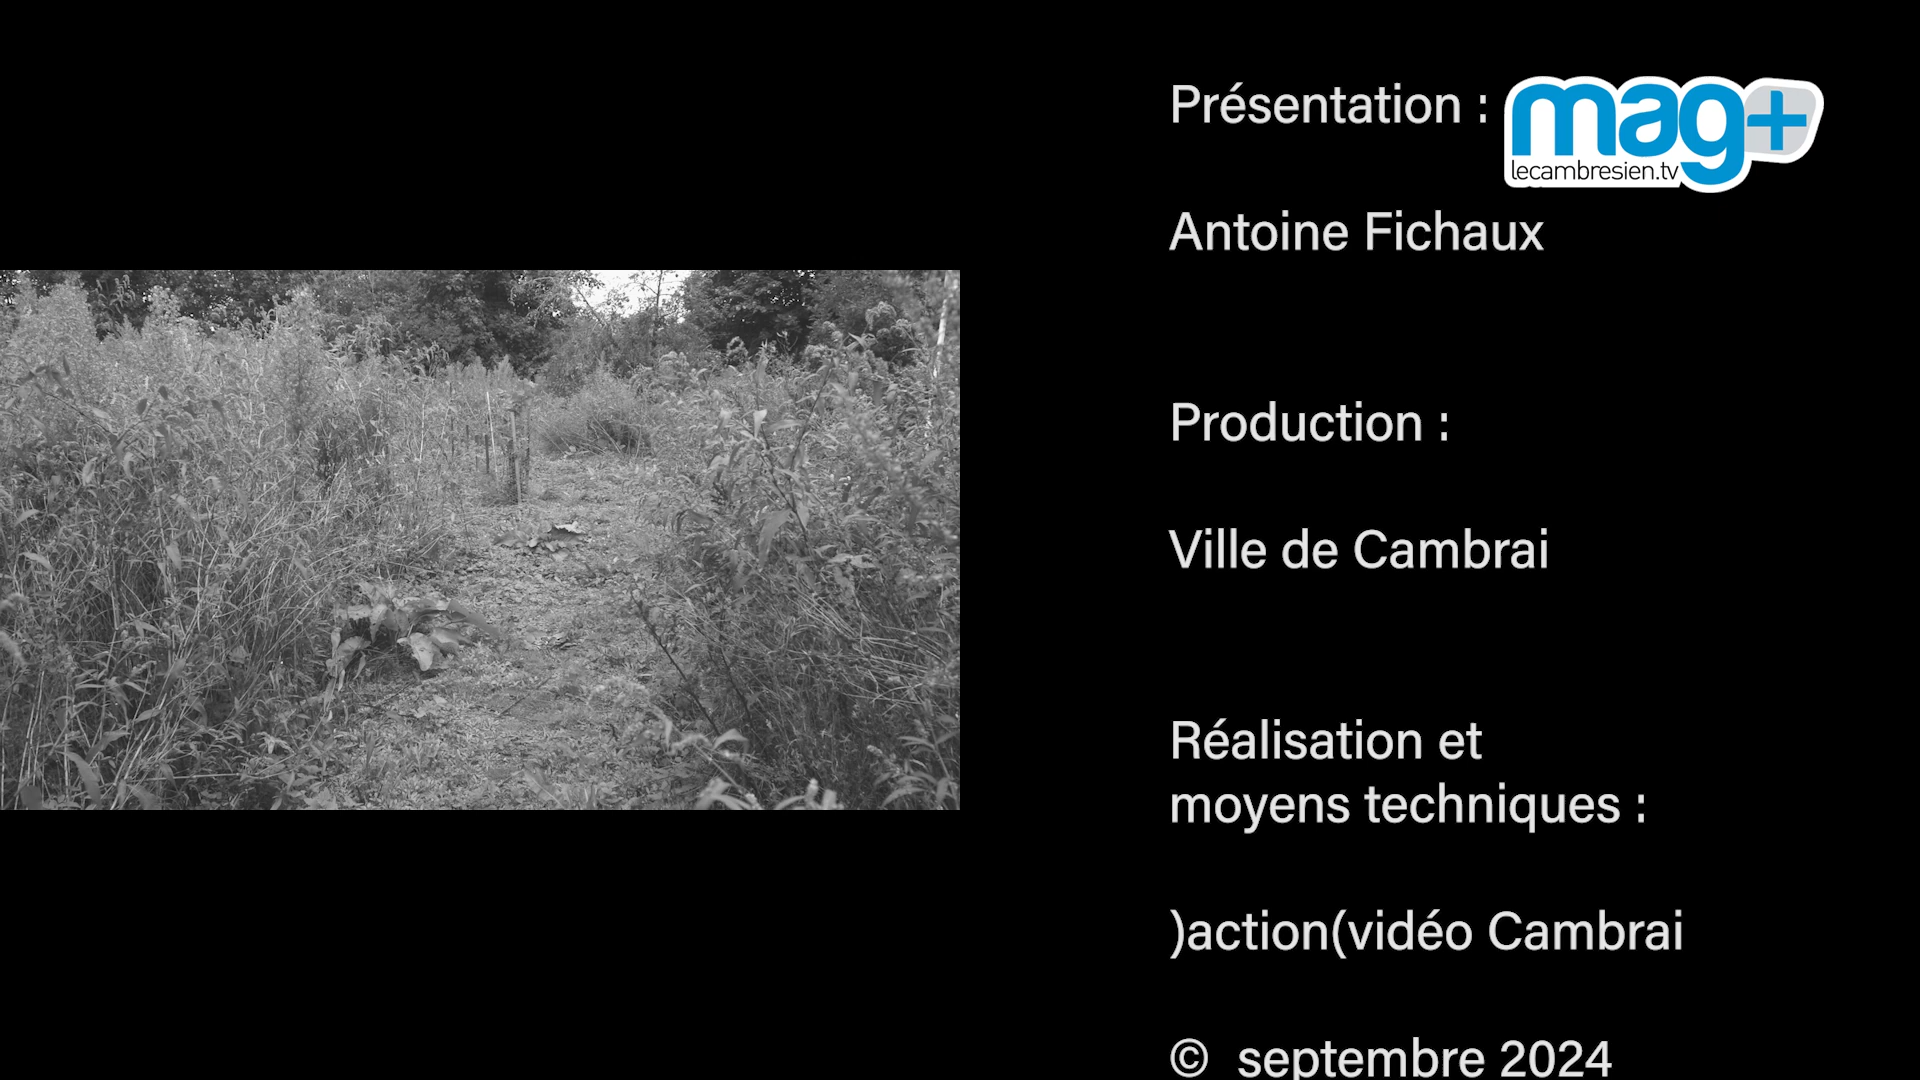 Présentation :
mag+
lecambresien.tv
Antoine Fichaux
Production :
Ville de Cambrai
Réalisation et
moyens techniques :
)action(vidéo Cambrai
© septembre 2024